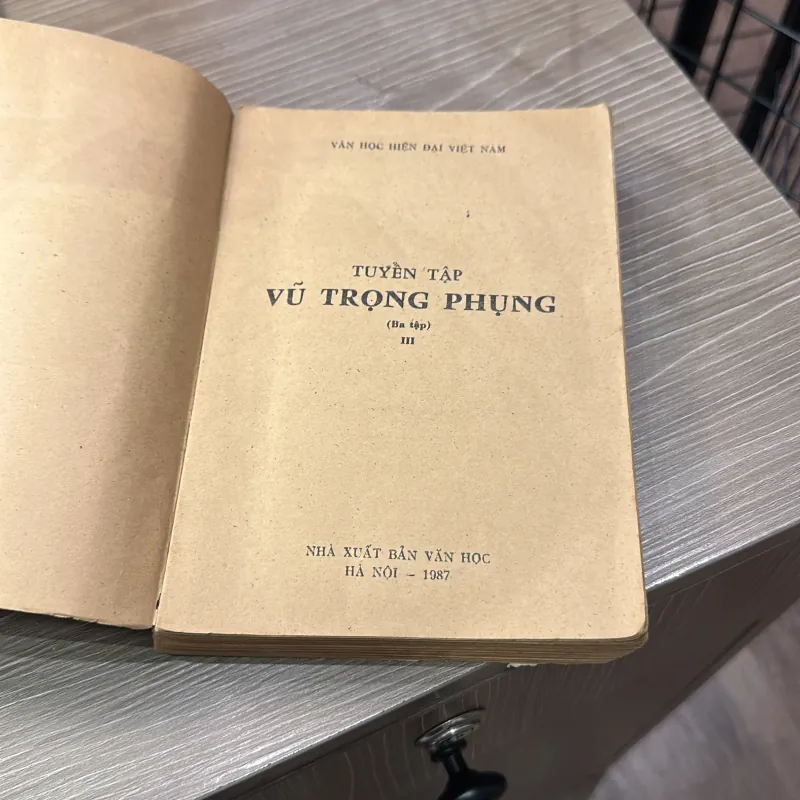 VĂN HỌC HIỆN ĐẠI VIỆT NAM
TUYỂN TẬP
VŨ TRỌNG PHỤNG
(Ba tập)
III
NHÀ XUẤT BẢN VĂN HỌC
HÀ NỘI – 1987